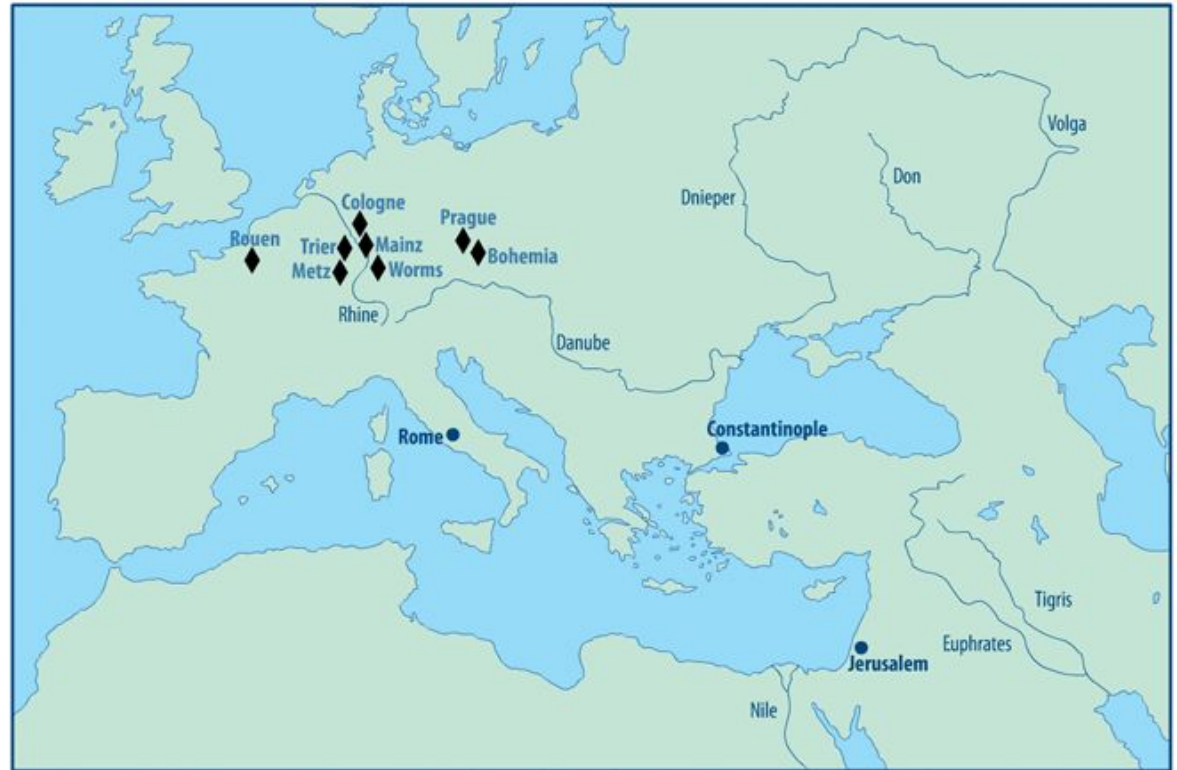 Volga
Don
Dnieper
Cologne
Prague
Rouen
Trier
Mainz
Bohemia
Metz
Worms
Rhine
Danube
Constantinople
Rome
Tigris
Euphrates
Jerusalem
Nile